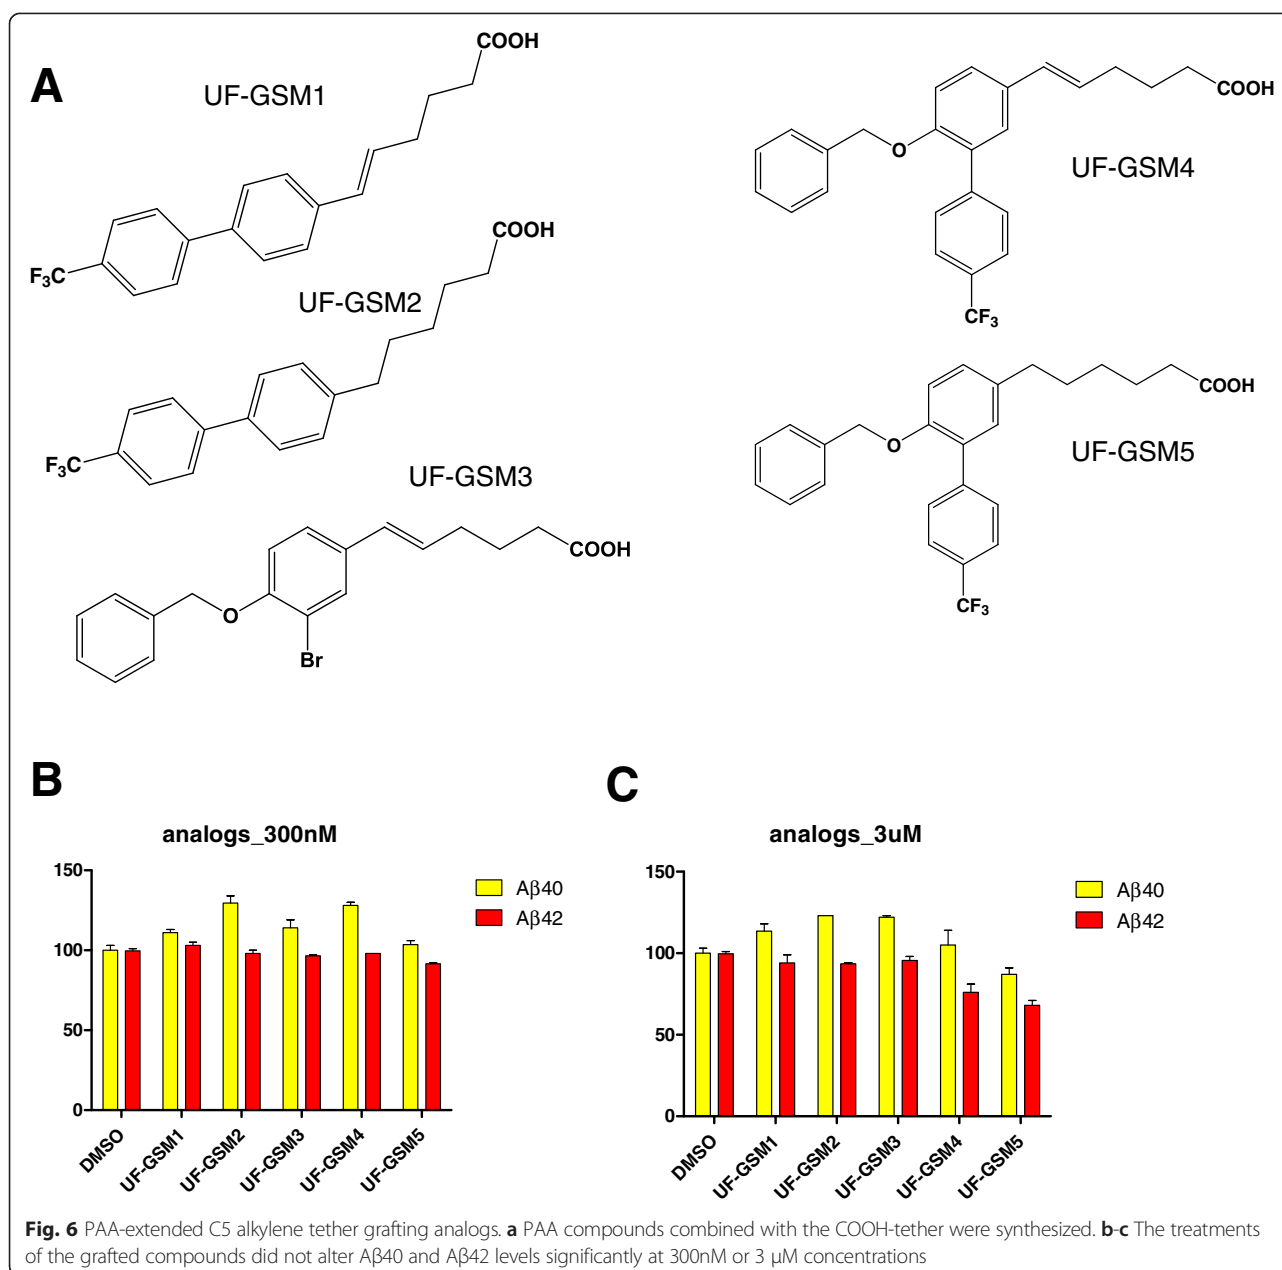 A
COOH
UF-GSM1
F3C
COOH
UF-GSM2
F3C
UF-GSM3
COOH
O
Br
COOH
O
UF-GSM4
CF3
COOH
O
UF-GSM5
CF3
B
analogs_300nM
150
100
50
0
Aβ40
Aβ42
DMSO
UF-GSM1
UF-GSM2
UF-GSM3
UF-GSM4
UF-GSM5
C
analogs_3uM
150
100
50
0
Aβ40
Aβ42
DMSO
UF-GSM1
UF-GSM2
UF-GSM3
UF-GSM4
UF-GSM5
Fig. 6 PAA-extended C5 alkylene tether grafting analogs. a PAA compounds combined with the COOH-tether were synthesized. b-c The treatments
of the grafted compounds did not alter Aβ40 and Aβ42 levels significantly at 300nM or 3 μM concentrations